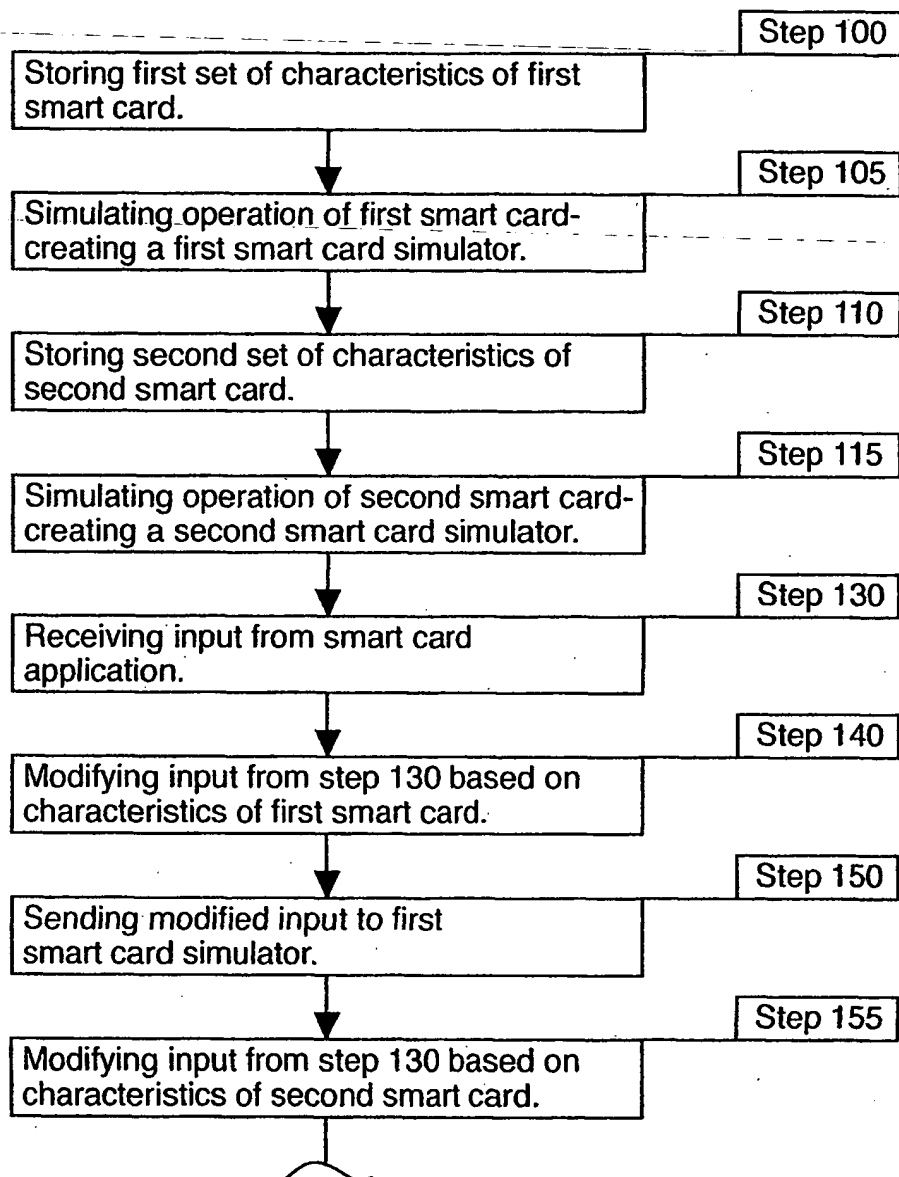 Step 100
Storing first set of characteristics of first
smart card.
Step 105
Simulating operation of first smart card-
creating a first smart card simulator.
Step 110
Storing second set of characteristics of
second smart card.
Step 115
Simulating operation of second smart card-
creating a second smart card simulator.
Step 130
Receiving input from smart card
application.
Step 140
Modifying input from step 130 based on
characteristics of first smart card.
Step 150
Sending modified input to first
smart card simulator.
Step 155
Modifying input from step 130 based on
characteristics of second smart card.